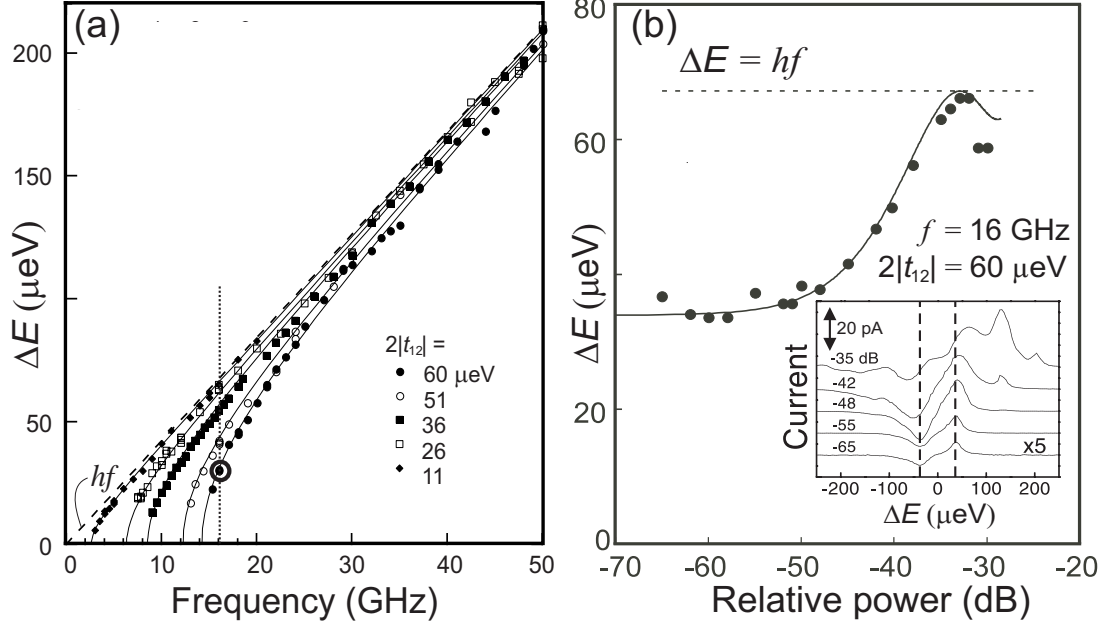 (a)
200
150
100
50
0
ΔE (μeV)
hf
2|t12| =
60 μeV
51
36
26
11
0 10 20 30 40 50
Frequency (GHz)
(b)
80
60
20
0
ΔE (μeV)
ΔE = hf
f = 16 GHz
2|t12| = 60 μeV
20 pA
-35 dB
-42
-48
-55
-65
x5
Current
-200 -100 0 100 200
ΔE (μeV)
-70 -60 -50 -40 -30 -20
Relative power (dB)